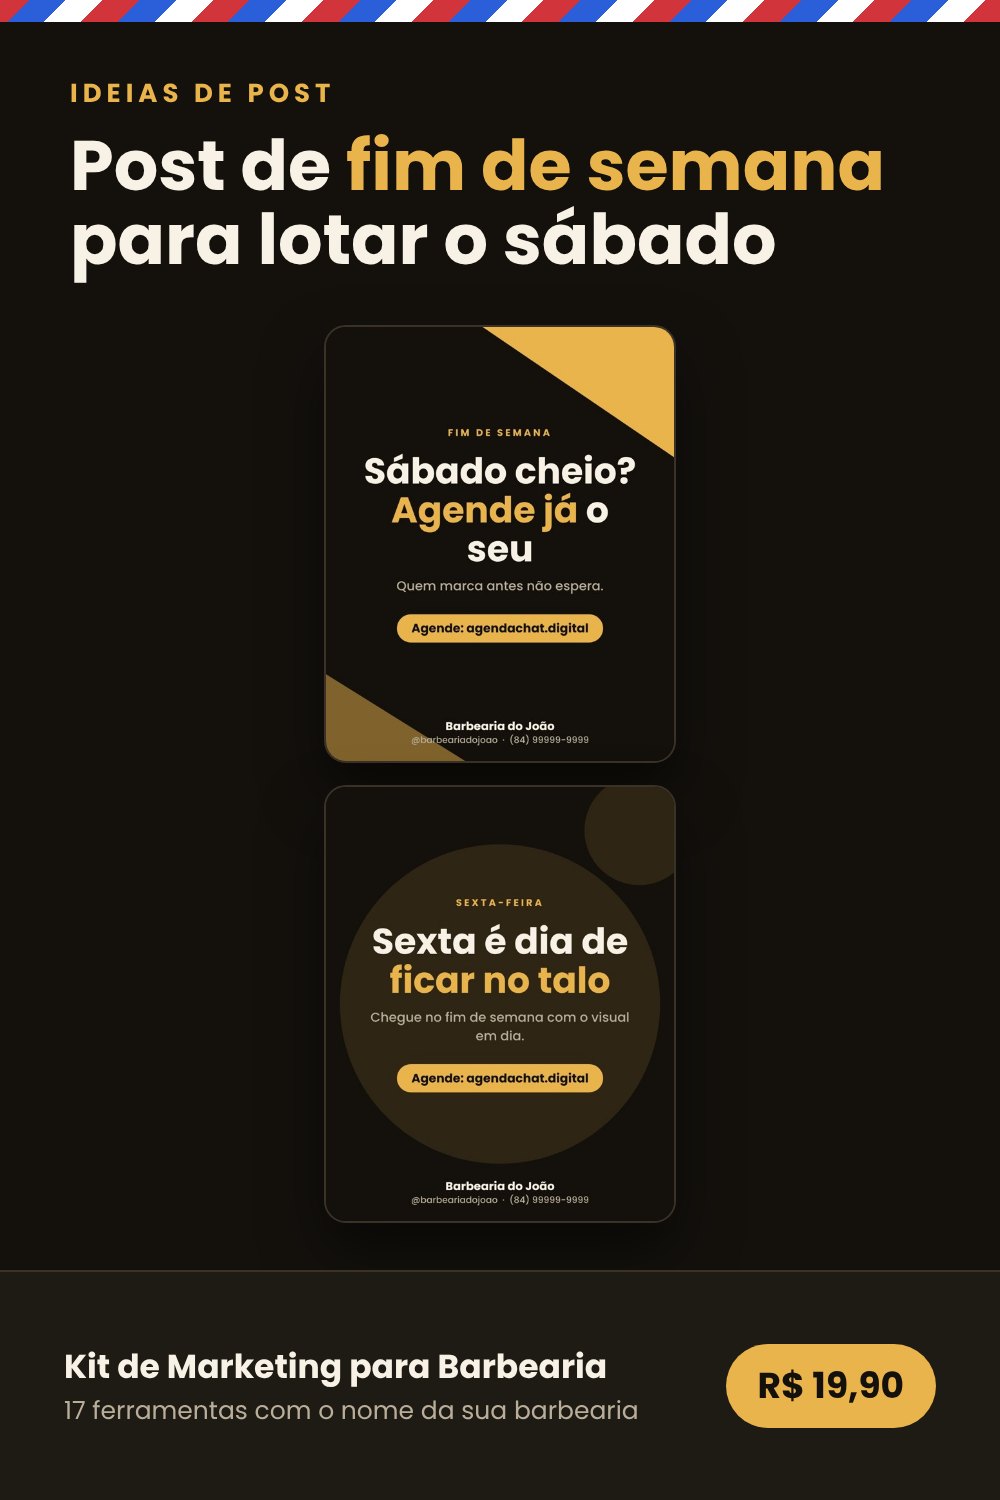 IDEIAS DE POST
Post de fim de semana
para lotar o sábado
FIM DE SEMANA
Sábado cheio?
Agende já o
seu
Quem marca antes não espera.
Agende: agendachat.digital
Barbearia do João
@barbeariadojoao · (84) 99999-9999
SEXTA-FEIRA
Sexta é dia de
ficar no talo
Chegue no fim de semana com o visual
em dia.
Agende: agendachat.digital
Barbearia do João
@barbeariadojoao · (84) 99999-9999
Kit de Marketing para Barbearia
17 ferramentas com o nome da sua barbearia
R$ 19,90